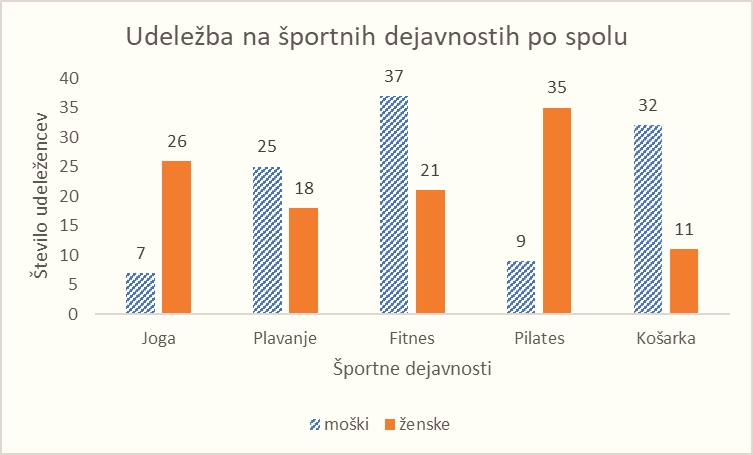 Udeležba na športnih dejavnostih po spolu
Število udeležencev
40
35
30
25
20
15
10
5
0
7
26
25
18
37
21
9
35
32
11
Joga
Plavanje
Fitnes
Pilates
Košarka
Športne dejavnosti
moški
ženske